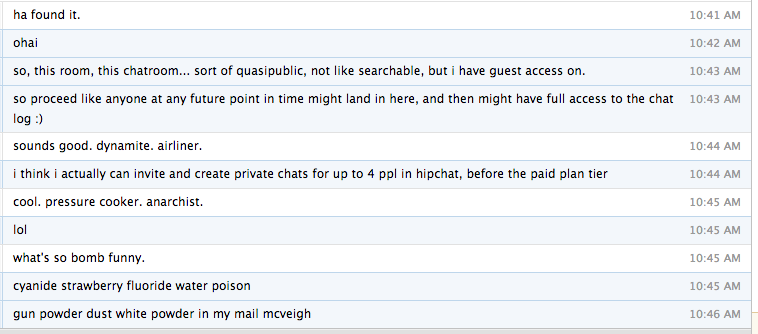 ha found it. 10:41 AM
ohai 10:42 AM
so, this room, this chatroom... sort of quasipublic, not like searchable, but i have guest access on. 10:43 AM
so proceed like anyone at any future point in time might land in here, and then might have full access to the chat 10:43 AM
log :)
sounds good. dynamite. airliner. 10:44 AM
i think i actually can invite and create private chats for up to 4 ppl in hipchat, before the paid plan tier 10:44 AM
cool. pressure cooker. anarchist. 10:45 AM
lol 10:45 AM
what's so bomb funny. 10:45 AM
cyanide strawberry fluoride water poison 10:45 AM
gun powder dust white powder in my mail mcveigh 10:46 AM